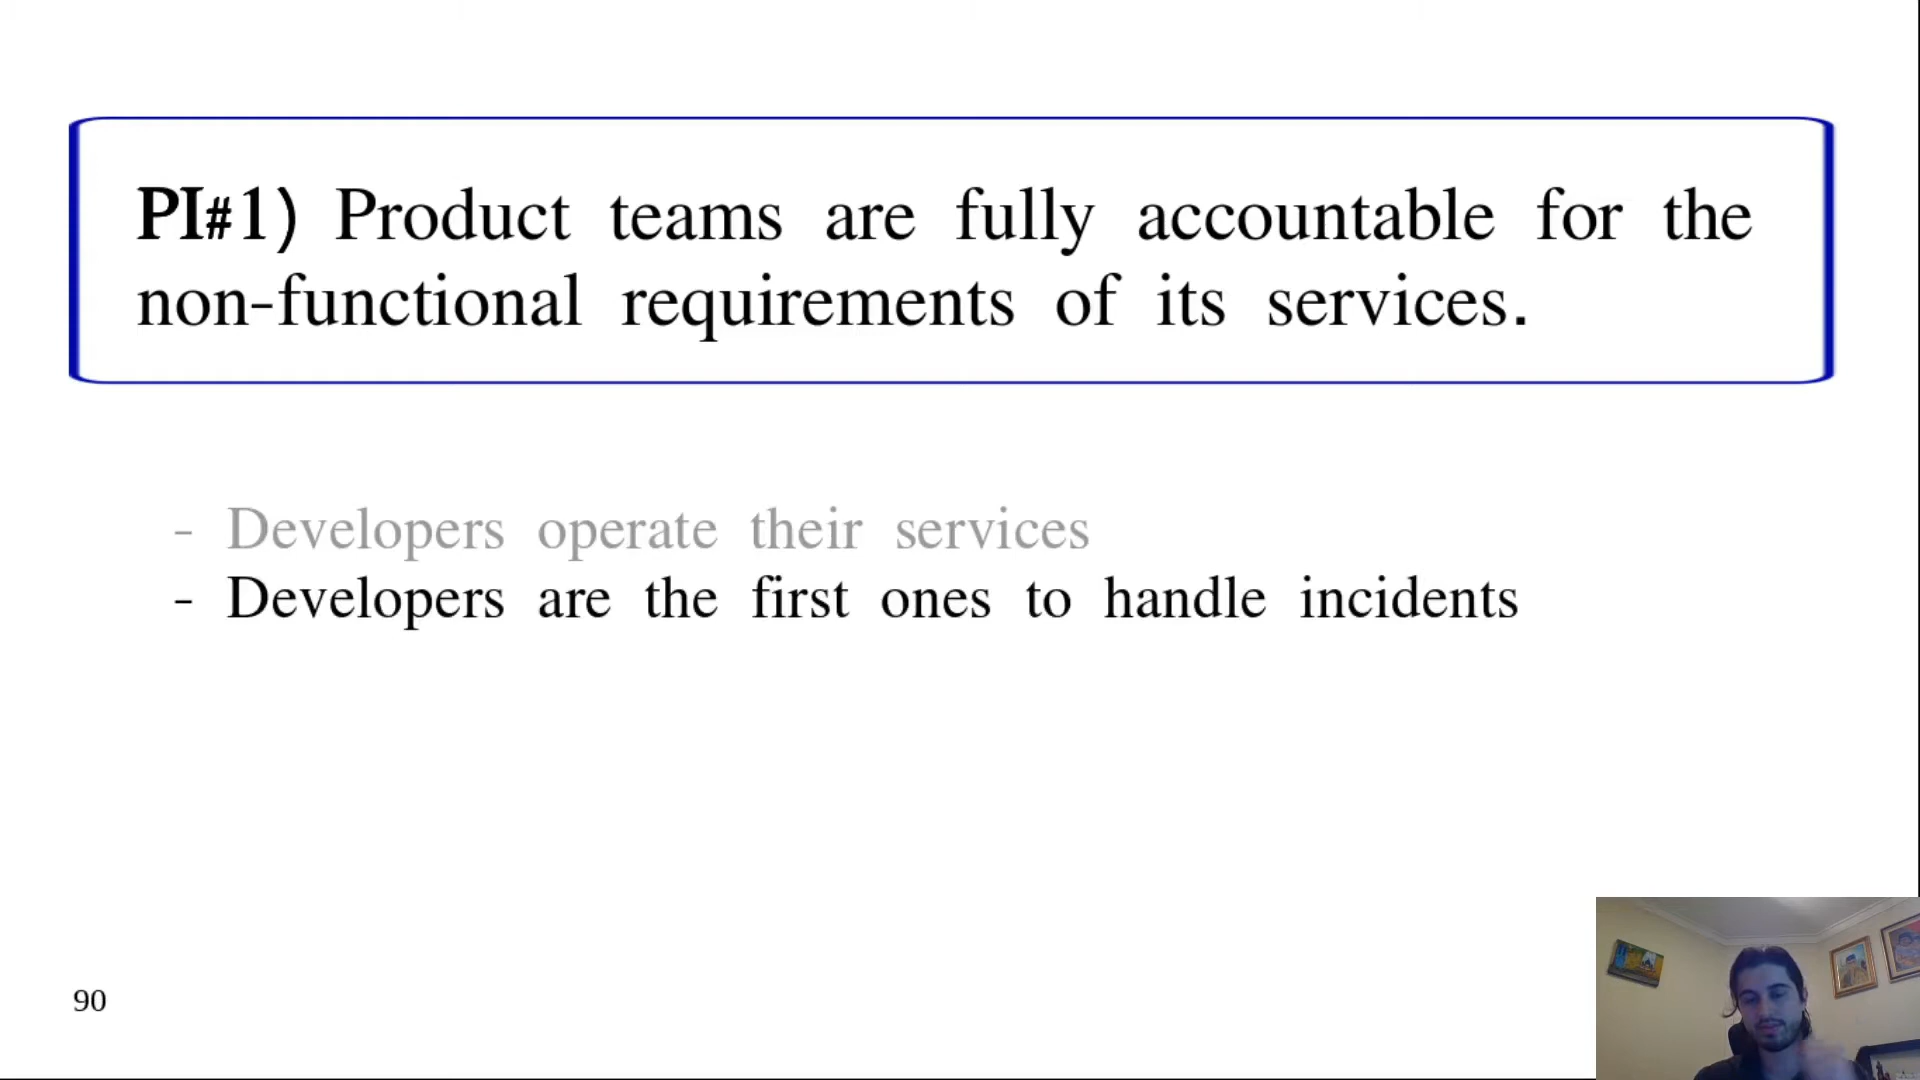 PI#1) Product teams are fully accountable for the
non-functional requirements of its services.
- Developers operate their services
- Developers are the first ones to handle incidents
90